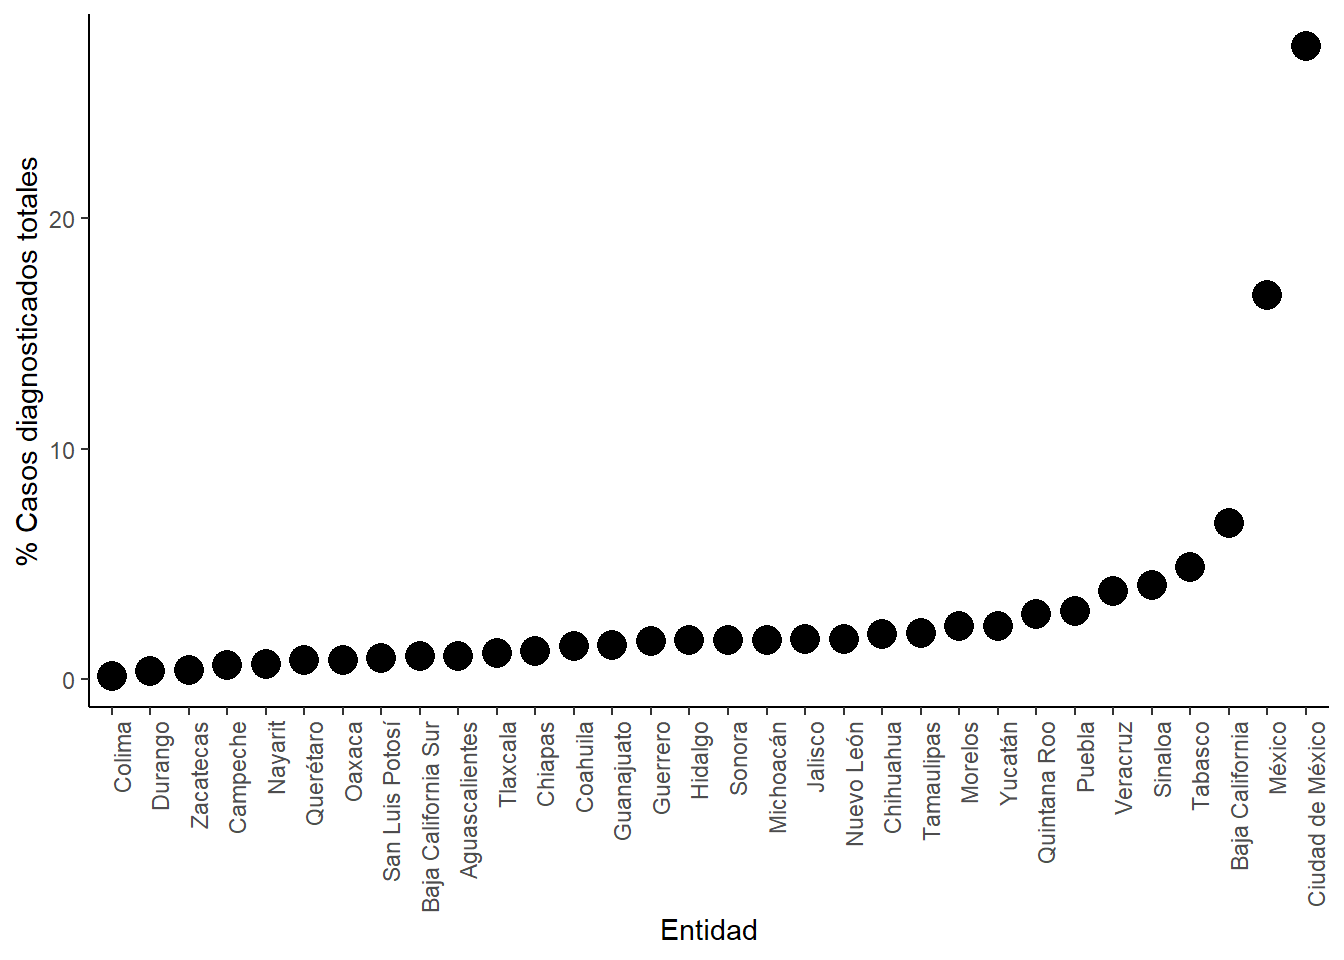 % Casos diagnosticados totales
20
10
0
Colima
Durango
Zacatecas
Campeche
Nayarit
Querétaro
Oaxaca
San Luis Potosí
Baja California Sur
Aguascalientes
Tlaxcala
Chiapas
Coahuila
Guanajuato
Guerrero
Hidalgo
Sonora
Michoacán
Jalisco
Nuevo León
Chihuahua
Tamaulipas
Morelos
Yucatán
Quintana Roo
Puebla
Veracruz
Sinaloa
Tabasco
Baja California
México
Ciudad de México
Entidad